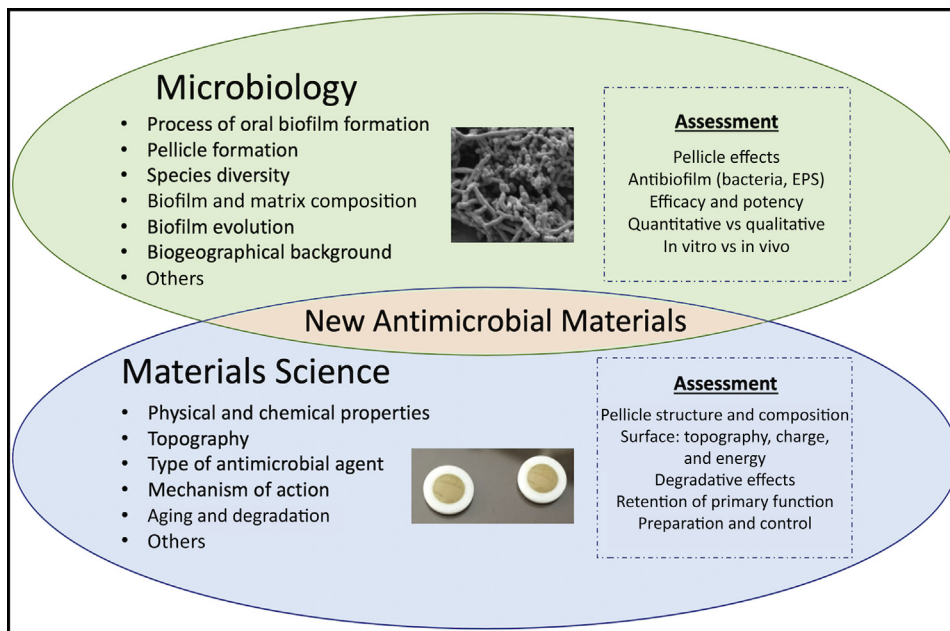 Microbiology
• Process of oral biofilm formation
• Pellicle formation
• Species diversity
• Biofilm and matrix composition
• Biofilm evolution
• Biogeographical background
• Others
Assessment
Pellicle effects
Antibiofilm (bacteria, EPS)
Efficacy and potency
Quantitative vs qualitative
In vitro vs in vivo
New Antimicrobial Materials
Materials Science
• Physical and chemical properties
• Topography
• Type of antimicrobial agent
• Mechanism of action
• Aging and degradation
• Others
Assessment
Pellicle structure and composition
Surface: topography, charge,
and energy
Degradative effects
Retention of primary function
Preparation and control